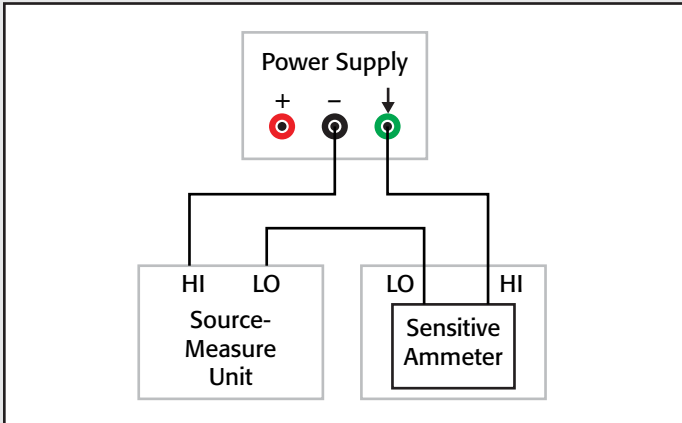 Power Supply
+ –
HI LO
Source-
Measure
Unit
LO HI
Sensitive
Ammeter